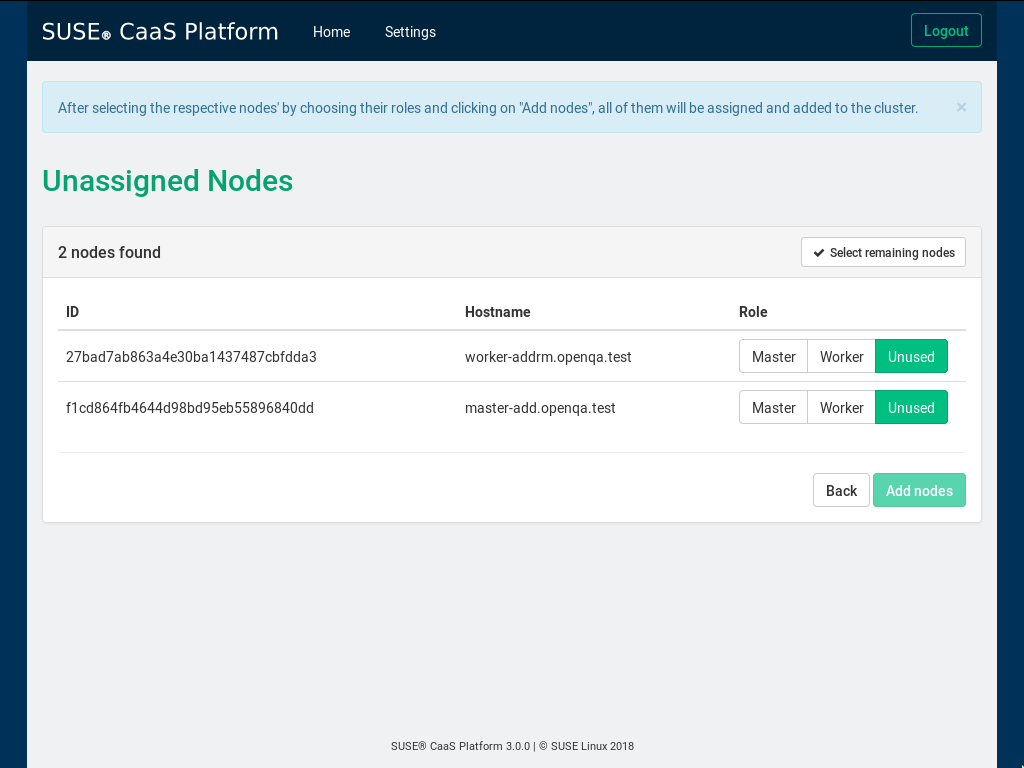 SUSE® CaaS Platform Home Settings Logout
After selecting the respective nodes' by choosing their roles and clicking on "Add nodes", all of them will be assigned and added to the cluster. ×
Unassigned Nodes
2 nodes found Select remaining nodes
ID Hostname Role
27bad7ab863a4e30ba1437487cbfdda3 worker-addrm.openqa.test Master Worker Unused
f1cd864fb4644d98bd95eb55896840dd master-add.openqa.test Master Worker Unused
Back Add nodes
SUSE® CaaS Platform 3.0.0 | © SUSE Linux 2018